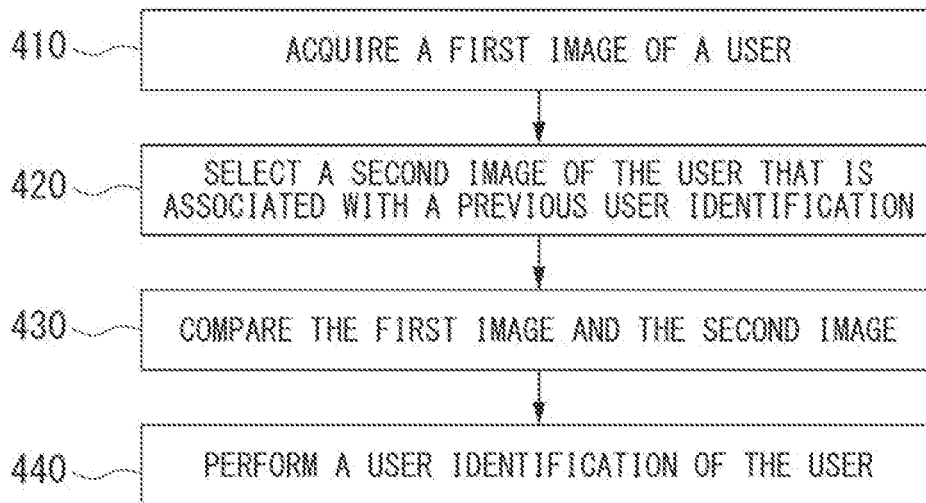 410 ACQUIRE A FIRST IMAGE OF A USER
420 SELECT A SECOND IMAGE OF THE USER THAT IS
ASSOCIATED WITH A PREVIOUS USER IDENTIFICATION
430 COMPARE THE FIRST IMAGE AND THE SECOND IMAGE
440 PERFORM A USER IDENTIFICATION OF THE USER